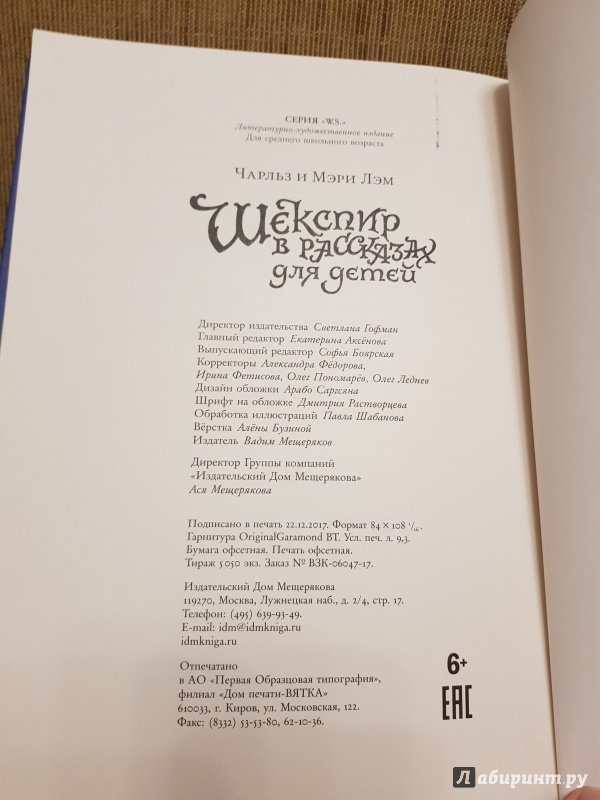 СЕРИЯ «W.S.»
Литературно-художественное издание
Для среднего школьного возраста
Чарльз и Мэри Лэм
Шекспир
в рассказах
для детей
Директор издательства Светлана Гофман
Главный редактор Екатерина Аксёнова
Выпускающий редактор Софья Боярская
Корректоры Александра Фёдорова,
Ирина Фетисова, Олег Пономарёв, Олег Леднев
Дизайн обложки Арабо Саргсяна
Шрифт на обложке Дмитрия Растворцева
Обработка иллюстраций Павла Шабанова
Вёрстка Алёны Бузиной
Издатель Вадим Мещеряков
Директор Группы компаний
«Издательский Дом Мещерякова»
Ася Мещерякова
Подписано в печать 22.12.2017. Формат 84 × 108 1/16.
Гарнитура OriginalGaramond BT. Усл. печ. л. 9,3.
Бумага офсетная. Печать офсетная.
Тираж 5 050 экз. Заказ № ВЗК-06047-17.
Издательский Дом Мещерякова
119270, Москва, Лужнецкая наб., д. 2/4, стр. 17.
Телефон: (495) 639-93-49.
E-mail: idm@idmkniga.ru
idmkniga.ru
Отпечатано
в АО «Первая Образцовая типография»,
филиал «Дом печати-ВЯТКА»
610033, г. Киров, ул. Московская, 122.
Факс: (8332) 53-53-80, 62-10-36.
6+
ЕАС
Лабиринт.ру